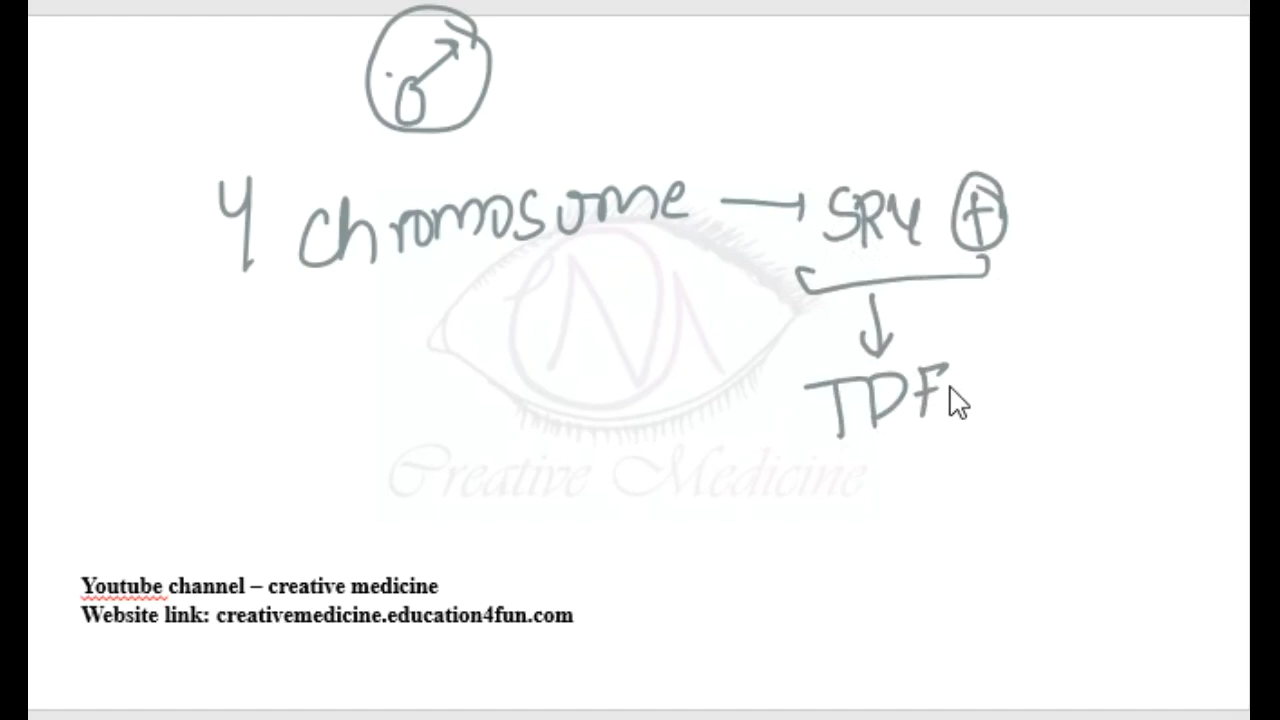 Y chromosome → SRY +
TDF
Creative Medicine
Youtube channel – creative medicine
Website link: creativemedicine.education4fun.com